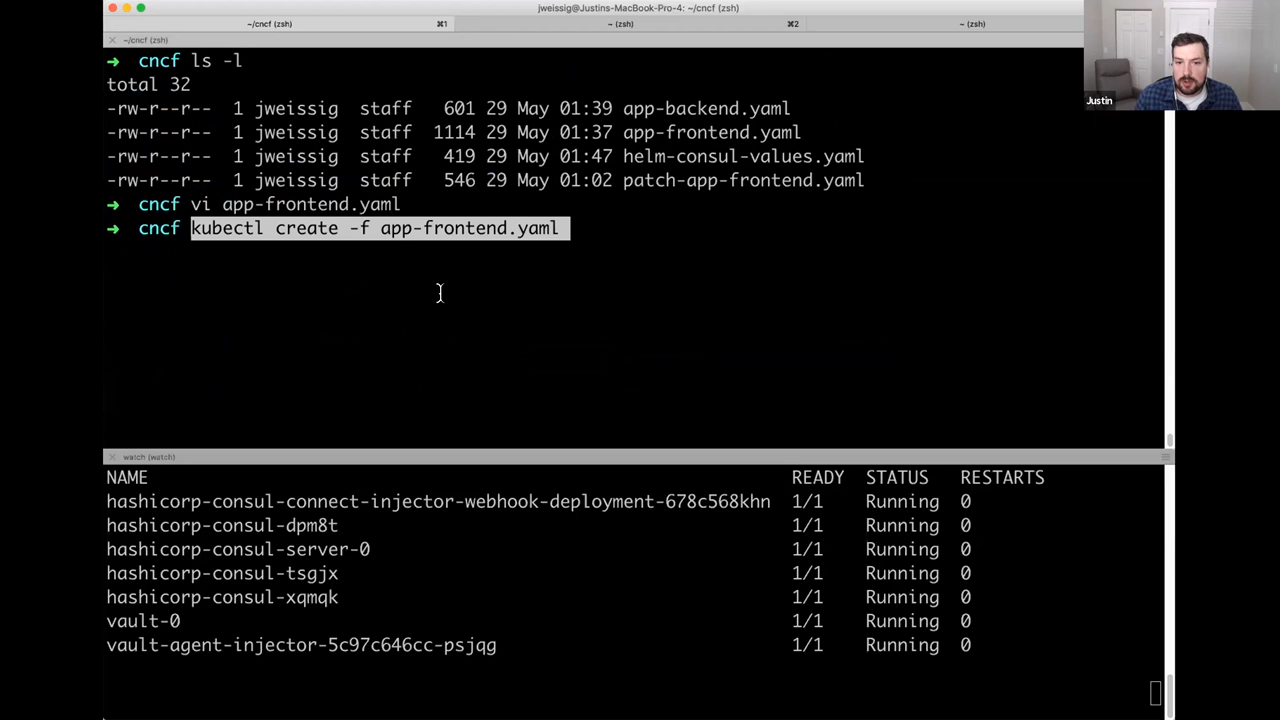 jweissig@Justins-MacBook-Pro-4: ~/cncf (zsh)
~/cncf (zsh) ⌘1 ~ (zsh) ⌘2 ~ (zsh)
~/cncf (zsh)
➜ cncf ls -l
total 32
-rw-r--r-- 1 jweissig staff 601 29 May 01:39 app-backend.yaml
-rw-r--r-- 1 jweissig staff 1114 29 May 01:37 app-frontend.yaml
-rw-r--r-- 1 jweissig staff 419 29 May 01:47 helm-consul-values.yaml
-rw-r--r-- 1 jweissig staff 546 29 May 01:02 patch-app-frontend.yaml
➜ cncf vi app-frontend.yaml
➜ cncf kubectl create -f app-frontend.yaml
Justin
watch (watch)
NAME READY STATUS RESTARTS
hashicorp-consul-connect-injector-webhook-deployment-678c568khn 1/1 Running 0
hashicorp-consul-dpm8t 1/1 Running 0
hashicorp-consul-server-0 1/1 Running 0
hashicorp-consul-tsgjx 1/1 Running 0
hashicorp-consul-xqmqk 1/1 Running 0
vault-0 1/1 Running 0
vault-agent-injector-5c97c646cc-psjqg 1/1 Running 0